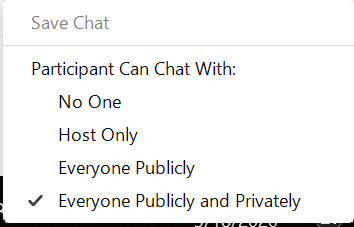 Save Chat
Participant Can Chat With:
No One
Host Only
Everyone Publicly
Everyone Publicly and Privately